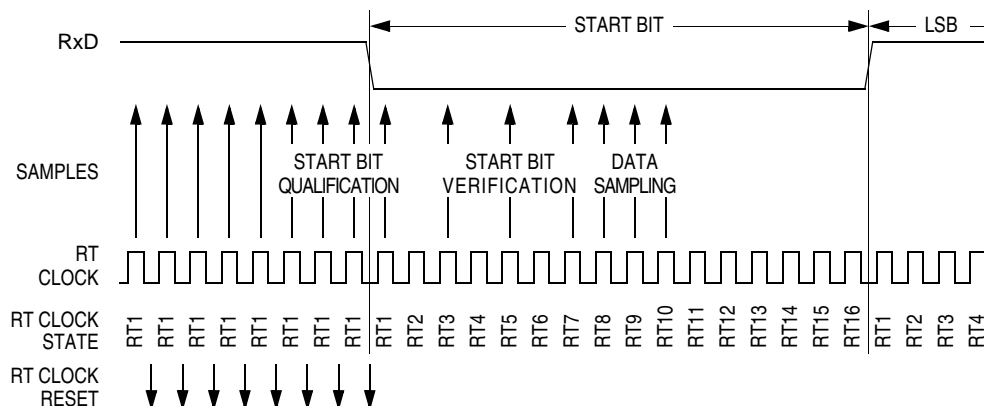 START BIT
LSB
RxD
SAMPLES
START BIT
QUALIFICATION
START BIT
VERIFICATION
DATA
SAMPLING
RT
CLOCK
RT CLOCK
STATE
RT1 RT1 RT1 RT1 RT1 RT1 RT1 RT1 RT1 RT2 RT3 RT4 RT5 RT6 RT7 RT8 RT9 RT10 RT11 RT12 RT13 RT14 RT15 RT16 RT1 RT2 RT3 RT4
RT CLOCK
RESET